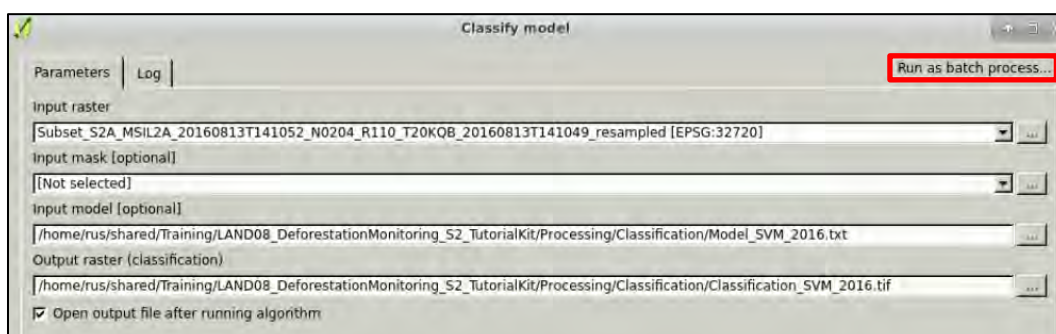 Classify model
Parameters Log Run as batch process...
Input raster
Subset_S2A_MSIL2A_20160813T141052_N0204_R110_T20KQB_20160813T141049_resampled [EPSG:32720]
...
Input mask [optional]
[Not selected]
...
Input model [optional]
/home/rus/shared/Training/LAND08_DeforestationMonitoring_S2_TutorialKit/Processing/Classification/Model_SVM_2016.txt
...
Output raster (classification)
/home/rus/shared/Training/LAND08_DeforestationMonitoring_S2_TutorialKit/Processing/Classification/Classification_SVM_2016.tif
...
Open output file after running algorithm